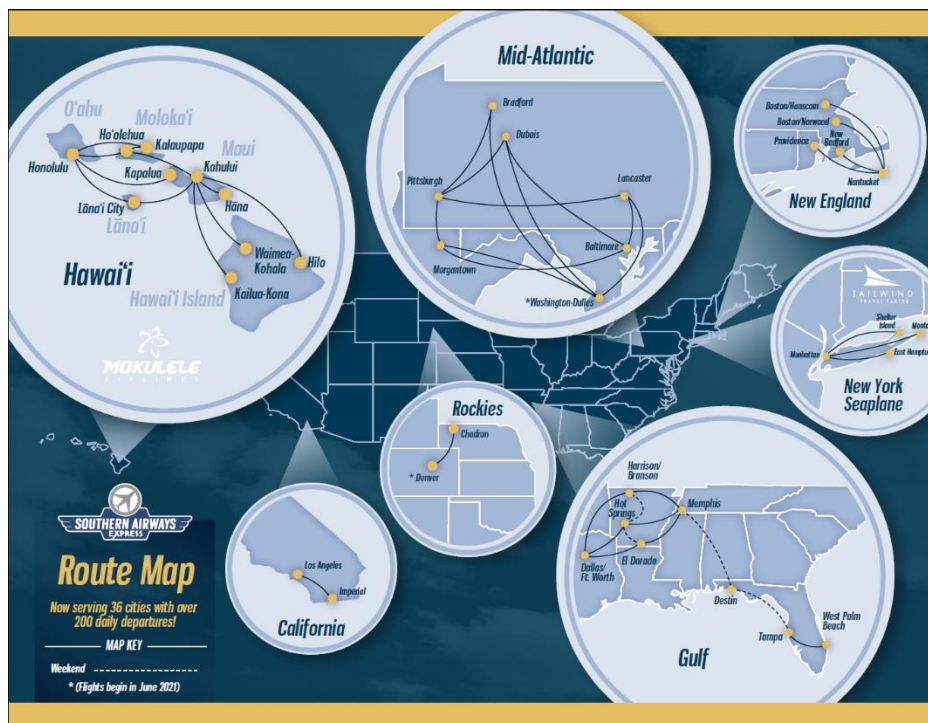 O'ahu
Moloka'i
Ho'olehua
Kalaupapa
Maui
Honolulu
Kapalua
Kahului
Hāna
Lāna'i City
Lāna'i
Waimea-
Kohala
Hilo
Hawai'i
Hawai'i Island
Kailua-Kona
MOKULELE
AIRLINES
Mid-Atlantic
Bradford
Dubois
Pittsburgh
Lancaster
Baltimore
Morgantown
*Washington-Dulles
Boston/Hanscom
Boston/Norwood
Providence
New
Bedford
Nantucket
New England
TAILWIND
TRAVEL FASTER
Shelter
Island
Manhattan
East Hampto
New York
Seaplane
Rockies
Chadron
* Denver
Los Angeles
Imperial
California
Harrison/
Branson
Hot
Springs
Memphis
Dallas/
Ft. Worth
El Dorado
Destin
West Palm
Beach
Tampa
Gulf
SOUTHERN AIRWAYS
EXPRESS
Route Map
Now serving 36 cities with over
200 daily departures!
MAP KEY
Weekend
* (Flights begin in June 2021)